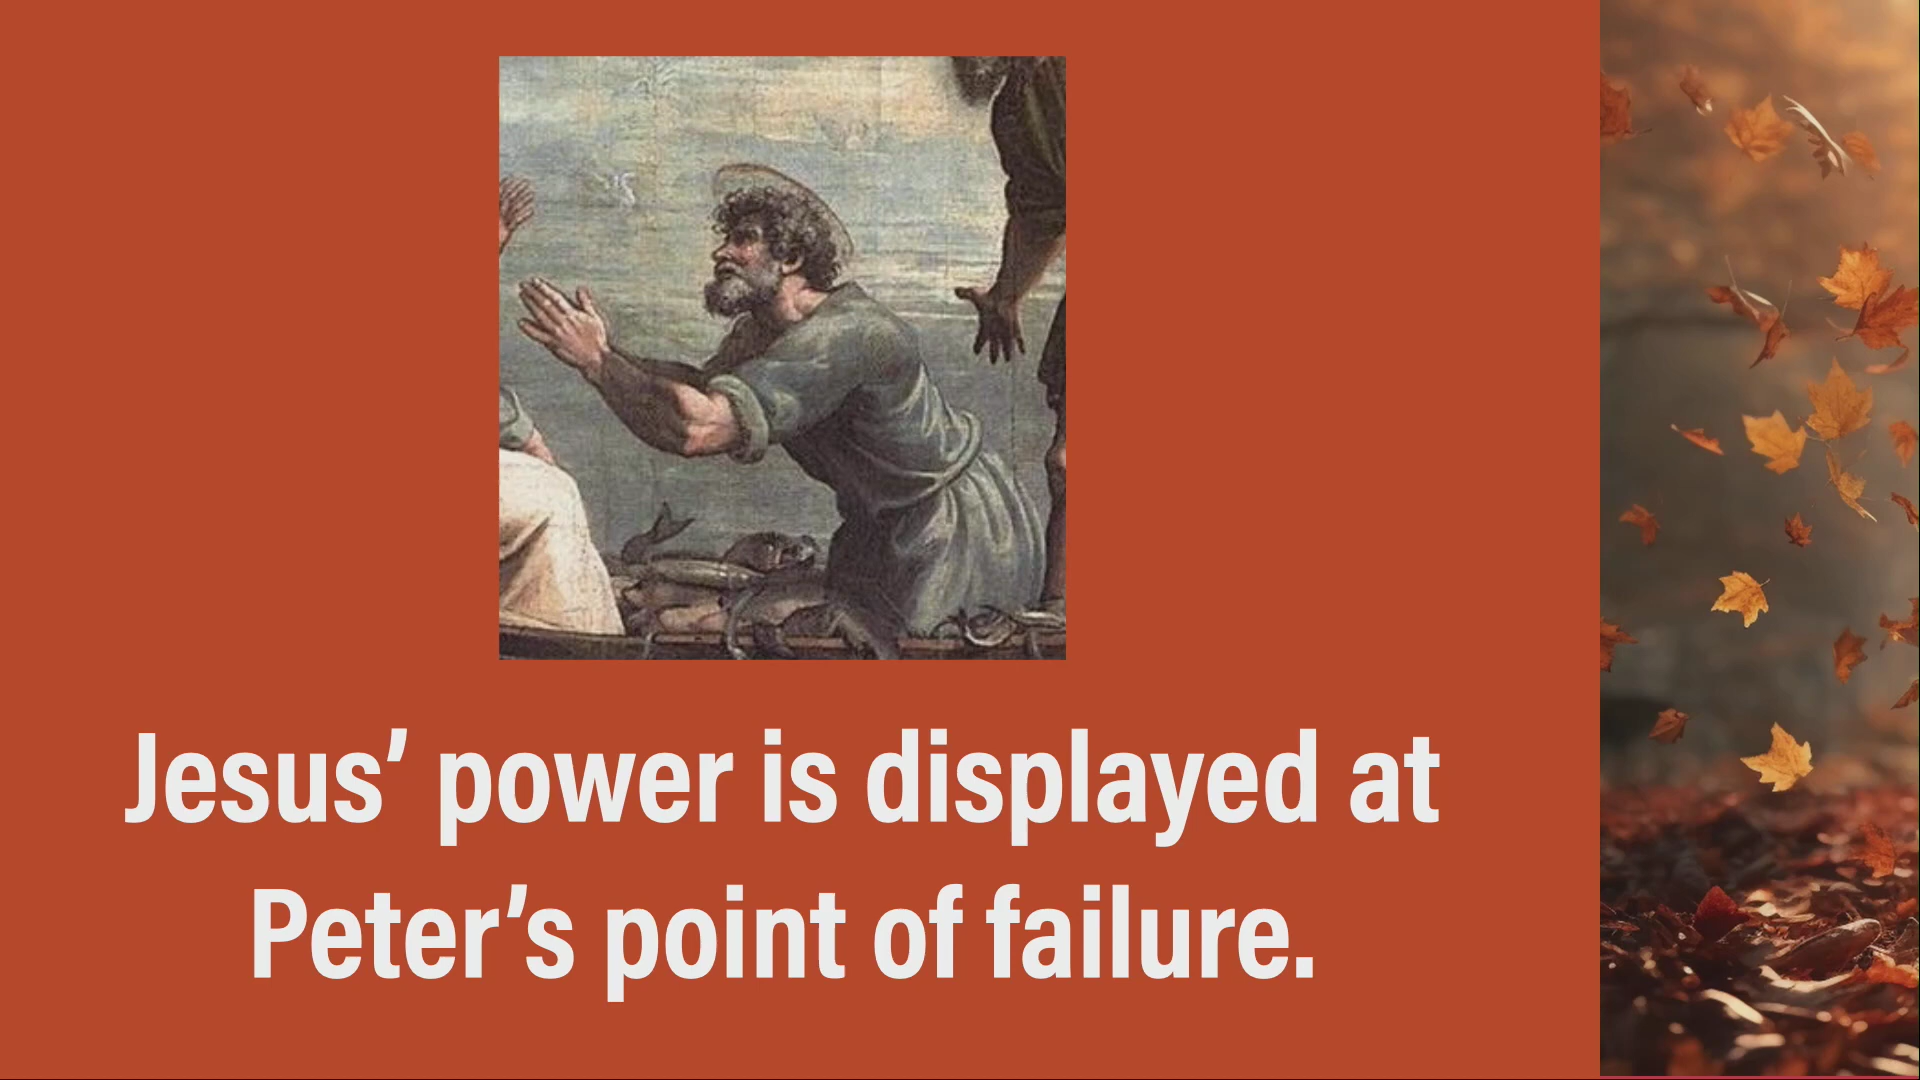 Jesus’ power is displayed at
Peter’s point of failure.